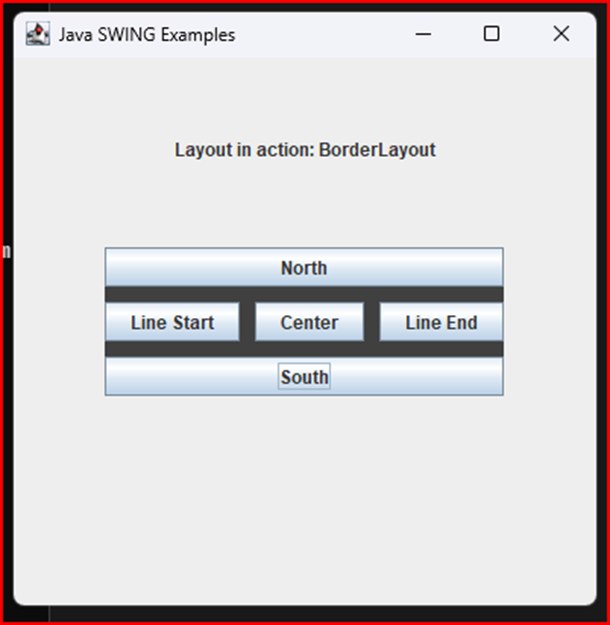 Java SWING Examples
Layout in action: BorderLayout
n
North
Line Start Center Line End
South